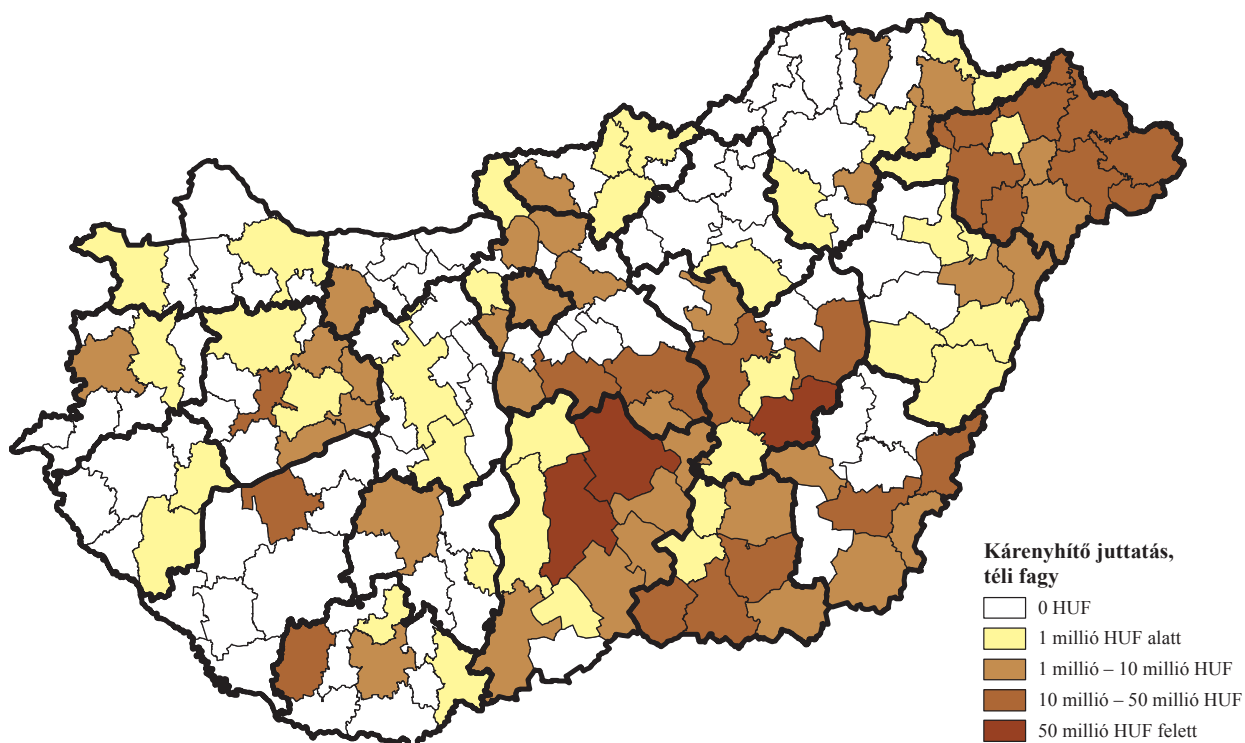 Kárenyhítő juttatás,
téli fagy
0 HUF
1 millió HUF alatt
1 millió – 10 millió HUF
10 millió – 50 millió HUF
50 millió HUF felett